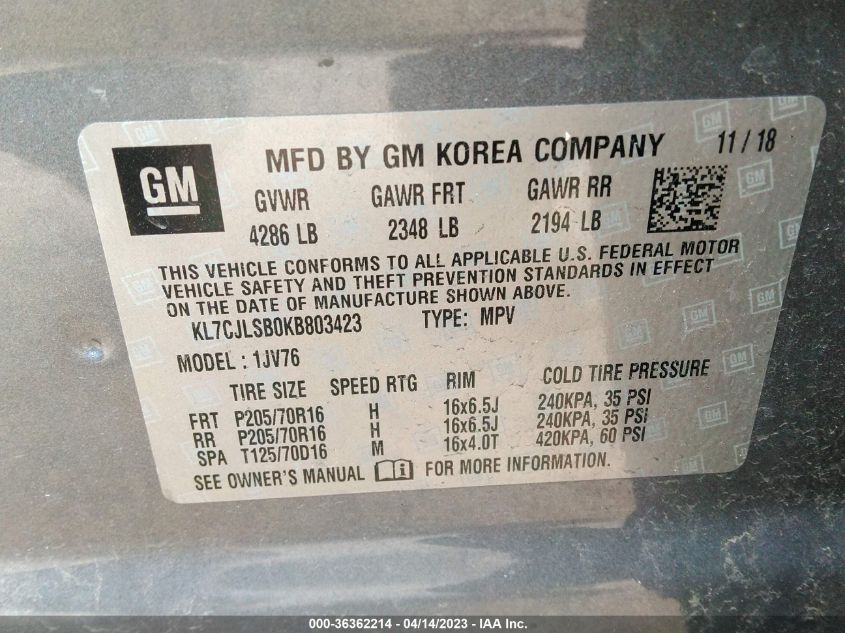 GM
MFD BY GM KOREA COMPANY 11 / 18
GVWR GAWR FRT GAWR RR
4286 LB 2348 LB 2194 LB
THIS VEHICLE CONFORMS TO ALL APPLICABLE U.S. FEDERAL MOTOR
VEHICLE SAFETY AND THEFT PREVENTION STANDARDS IN EFFECT
ON THE DATE OF MANUFACTURE SHOWN ABOVE.
KL7CJLSB0KB803423 TYPE: MPV
MODEL : 1JV76
TIRE SIZE SPEED RTG RIM COLD TIRE PRESSURE
FRT P205/70R16 H 16x6.5J 240KPA, 35 PSI
RR P205/70R16 H 16x6.5J 240KPA, 35 PSI
SPA T125/70D16 M 16x4.0T 420KPA, 60 PSI
SEE OWNER'S MANUAL FOR MORE INFORMATION.
000-36362214 - 04/14/2023 - IAA Inc.